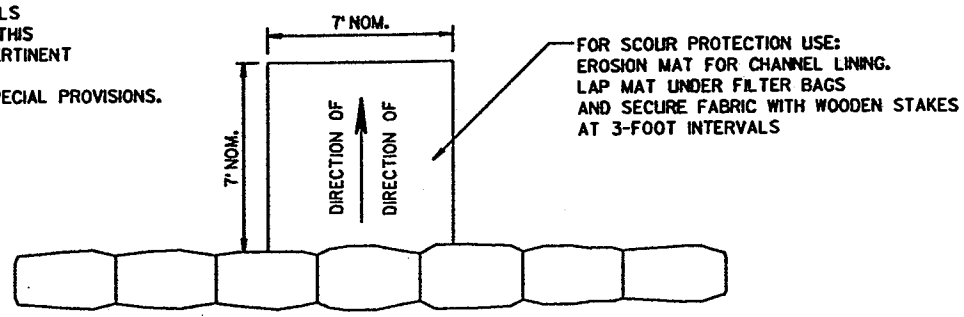 LS
THIS
ERTINENT
PECIAL PROVISIONS.
7' NOM.
7' NOM.
DIRECTION OF
DIRECTION OF
FOR SCOUR PROTECTION USE:
EROSION MAT FOR CHANNEL LINING.
LAP MAT UNDER FILTER BAGS
AND SECURE FABRIC WITH WOODEN STAKES
AT 3-FOOT INTERVALS